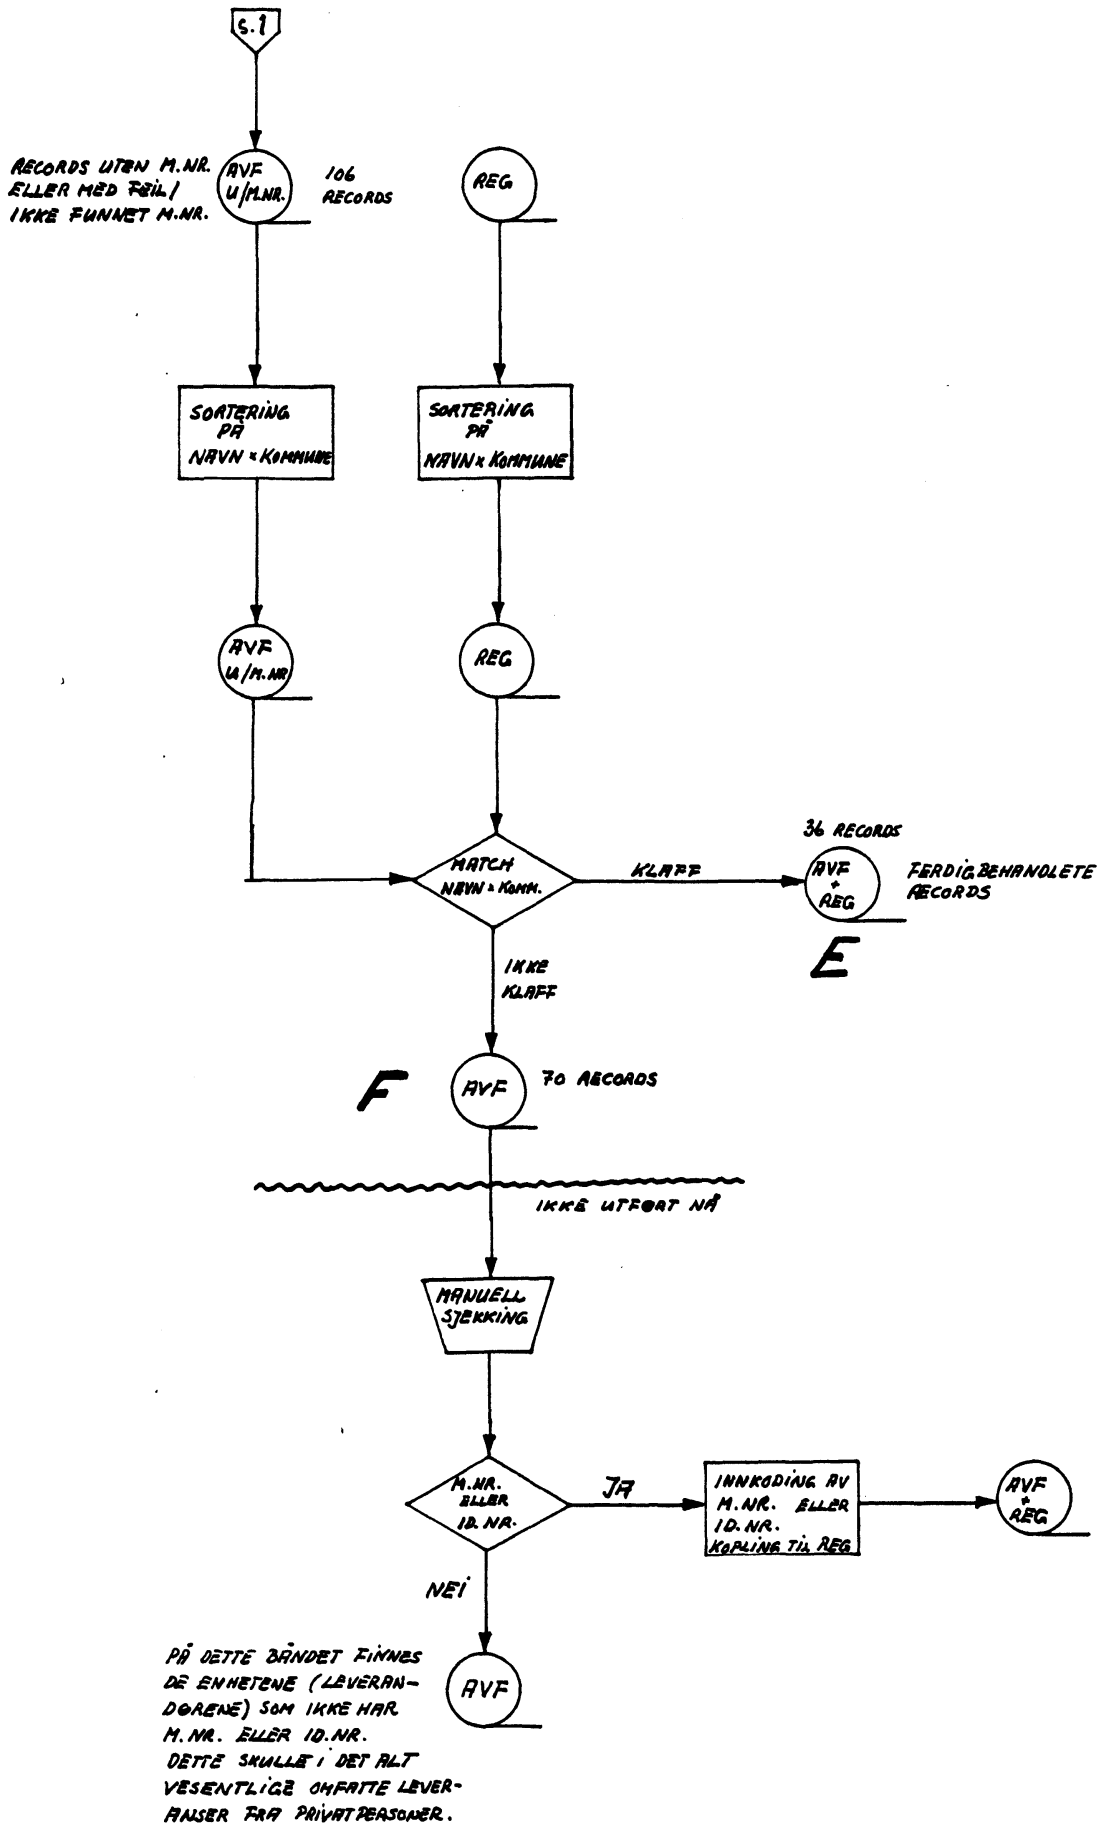 S.1
RECORDS UTEN M.NR.
ELLER MED FEIL/
IKKE FUNNET M.NR.
AVF
U/M.NR.
106
RECORDS
REG
SORTERING
PÅ
NAVN × KOMMUNE
SORTERING
PÅ
NAVN × KOMMUNE
AVF
U/M.NR
REG
MATCH
NAVN × KOMM.
KLAFF
36 RECORDS
AVF
+
REG
FERDIGBEHANDLETE
RECORDS
E
IKKE
KLAFF
F
AVF
70 RECORDS
IKKE UTFØRT NÅ
MANUELL
SJEKKING
M.NR.
ELLER
ID.NR.
JA
INNKODING AV
M.NR. ELLER
ID.NR.
KOPLING TIL REG
AVF
+
REG
NEI
AVF
PÅ DETTE BÅNDET FINNES
DE ENHETENE (LEVERAN-
DØRENE) SOM IKKE HAR
M.NR. ELLER ID.NR.
DETTE SKULLE I DET ALT
VESENTLIGE OMFATTE LEVER-
ANSER FRA PRIVATPERSONER.